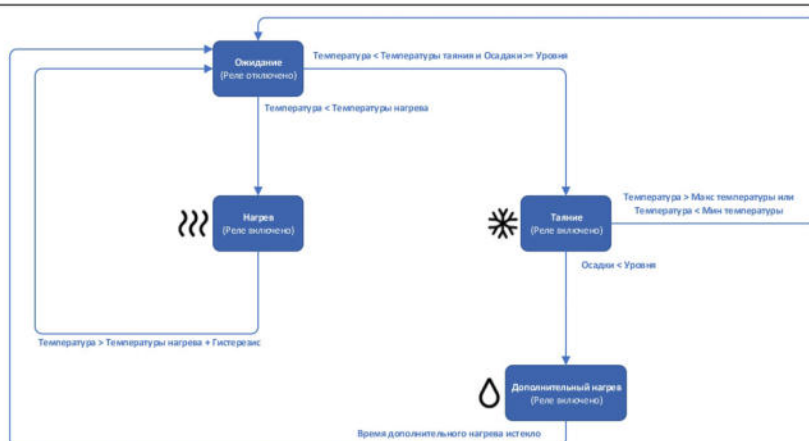 Ожидание
(Реле отключено)
Температура < Температуры таяния и Осадаки >= Уровня
Температура < Температуры нагрева
Нагрев
(Реле включено)
Таяние
(Реле включено)
Температура > Макс температуры или
Температура < Мин температуры
Осадки < Уровня
Температура > Температуры нагрева + Гистерезис
Дополнительный нагрев
(Реле включено)
Время дополнительного нагрева истекло